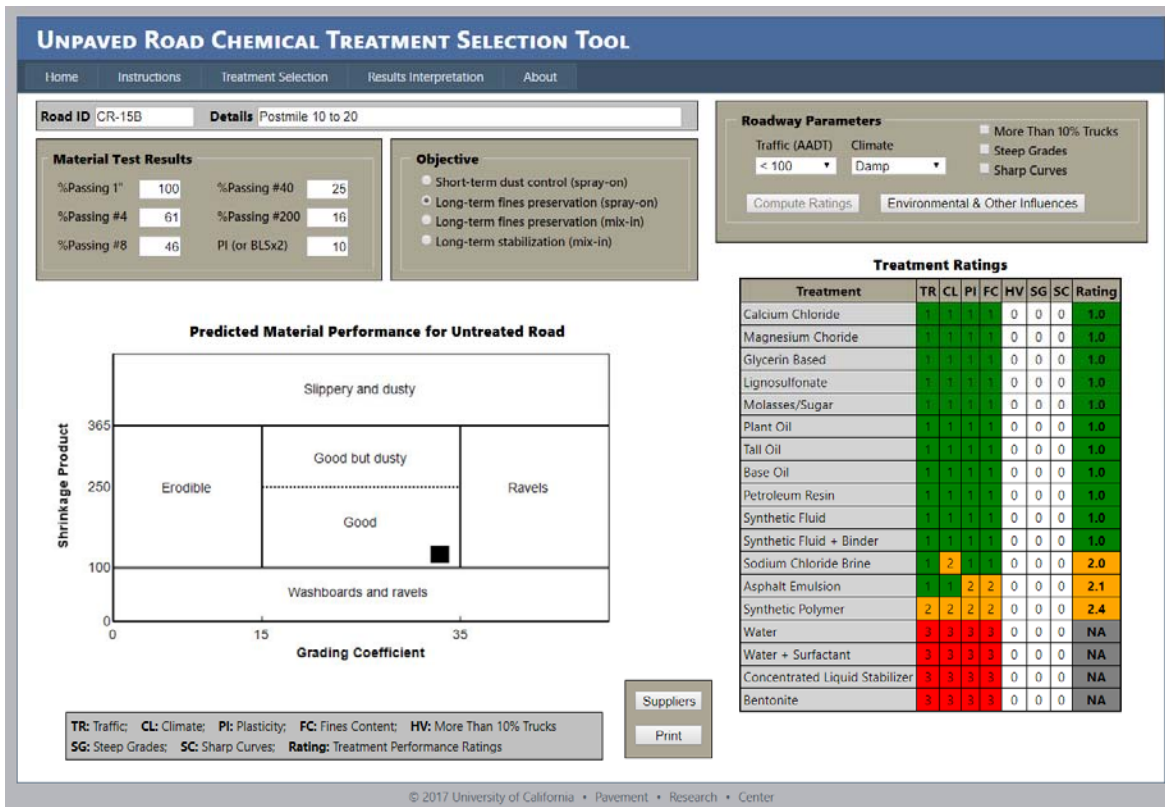 UNPAVED ROAD CHEMICAL TREATMENT SELECTION TOOL
Home Instructions Treatment Selection Results Interpretation About
Road ID CR-15B Details Postmile 10 to 20
Material Test Results
%Passing 1" 100 %Passing #40 25
%Passing #4 61 %Passing #200 16
%Passing #8 46 PI (or BLSx2) 10
Objective
Short-term dust control (spray-on)
Long-term fines preservation (spray-on)
Long-term fines preservation (mix-in)
Long-term stabilization (mix-in)
Roadway Parameters
Traffic (AADT) Climate
< 100 Damp
More Than 10% Trucks
Steep Grades
Sharp Curves
Compute Ratings Environmental & Other Influences
Predicted Material Performance for Untreated Road
Shrinkage Product
365
250
100
0
Slippery and dusty
Good but dusty
Erodible
Ravels
Good
Washboards and ravels
0 15 35
Grading Coefficient
Treatment Ratings
Treatment TR CL PI FC HV SG SC Rating
Calcium Chloride 1 1 1 1 0 0 0 1.0
Magnesium Choride 1 1 1 1 0 0 0 1.0
Glycerin Based 1 1 1 1 0 0 0 1.0
Lignosulfonate 1 1 1 1 0 0 0 1.0
Molasses/Sugar 1 1 1 1 0 0 0 1.0
Plant Oil 1 1 1 1 0 0 0 1.0
Tall Oil 1 1 1 1 0 0 0 1.0
Base Oil 1 1 1 1 0 0 0 1.0
Petroleum Resin 1 1 1 1 0 0 0 1.0
Synthetic Fluid 1 1 1 1 0 0 0 1.0
Synthetic Fluid + Binder 1 1 1 1 0 0 0 1.0
Sodium Chloride Brine 1 2 1 1 0 0 0 2.0
Asphalt Emulsion 1 1 2 2 0 0 0 2.1
Synthetic Polymer 2 2 2 2 0 0 0 2.4
Water 3 3 3 3 0 0 0 NA
Water + Surfactant 3 3 3 3 0 0 0 NA
Concentrated Liquid Stabilizer 3 3 3 3 0 0 0 NA
Bentonite 3 3 3 3 0 0 0 NA
TR: Traffic; CL: Climate; PI: Plasticity; FC: Fines Content; HV: More Than 10% Trucks
SG: Steep Grades; SC: Sharp Curves; Rating: Treatment Performance Ratings
Suppliers
Print
© 2017 University of California • Pavement • Research • Center